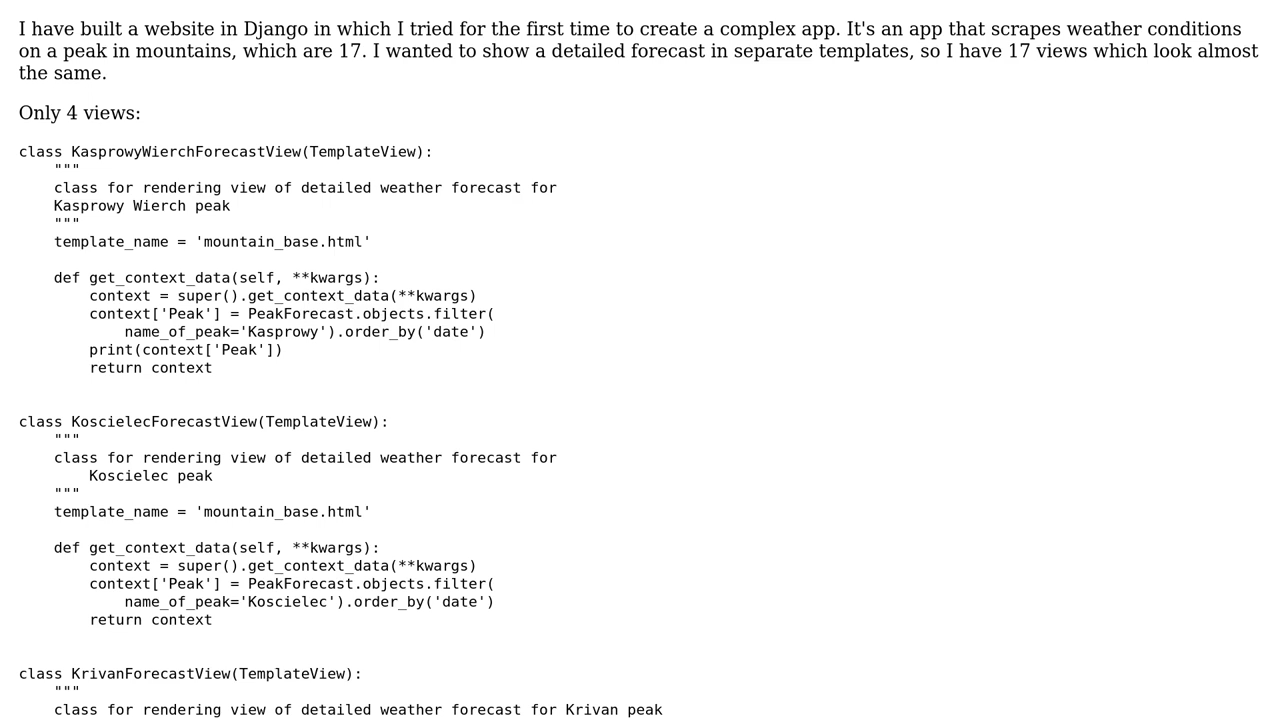 I have built a website in Django in which I tried for the first time to create a complex app. It's an app that scrapes weather conditions
on a peak in mountains, which are 17. I wanted to show a detailed forecast in separate templates, so I have 17 views which look almost
the same.
Only 4 views:
class KasprowyWierchForecastView(TemplateView):
    """
    class for rendering view of detailed weather forecast for
    Kasprowy Wierch peak
    """
    template_name = 'mountain_base.html'

    def get_context_data(self, **kwargs):
        context = super().get_context_data(**kwargs)
        context['Peak'] = PeakForecast.objects.filter(
            name_of_peak='Kasprowy').order_by('date')
        print(context['Peak'])
        return context


class KoscielecForecastView(TemplateView):
    """
    class for rendering view of detailed weather forecast for
        Koscielec peak
    """
    template_name = 'mountain_base.html'

    def get_context_data(self, **kwargs):
        context = super().get_context_data(**kwargs)
        context['Peak'] = PeakForecast.objects.filter(
            name_of_peak='Koscielec').order_by('date')
        return context


class KrivanForecastView(TemplateView):
    """
    class for rendering view of detailed weather forecast for Krivan peak